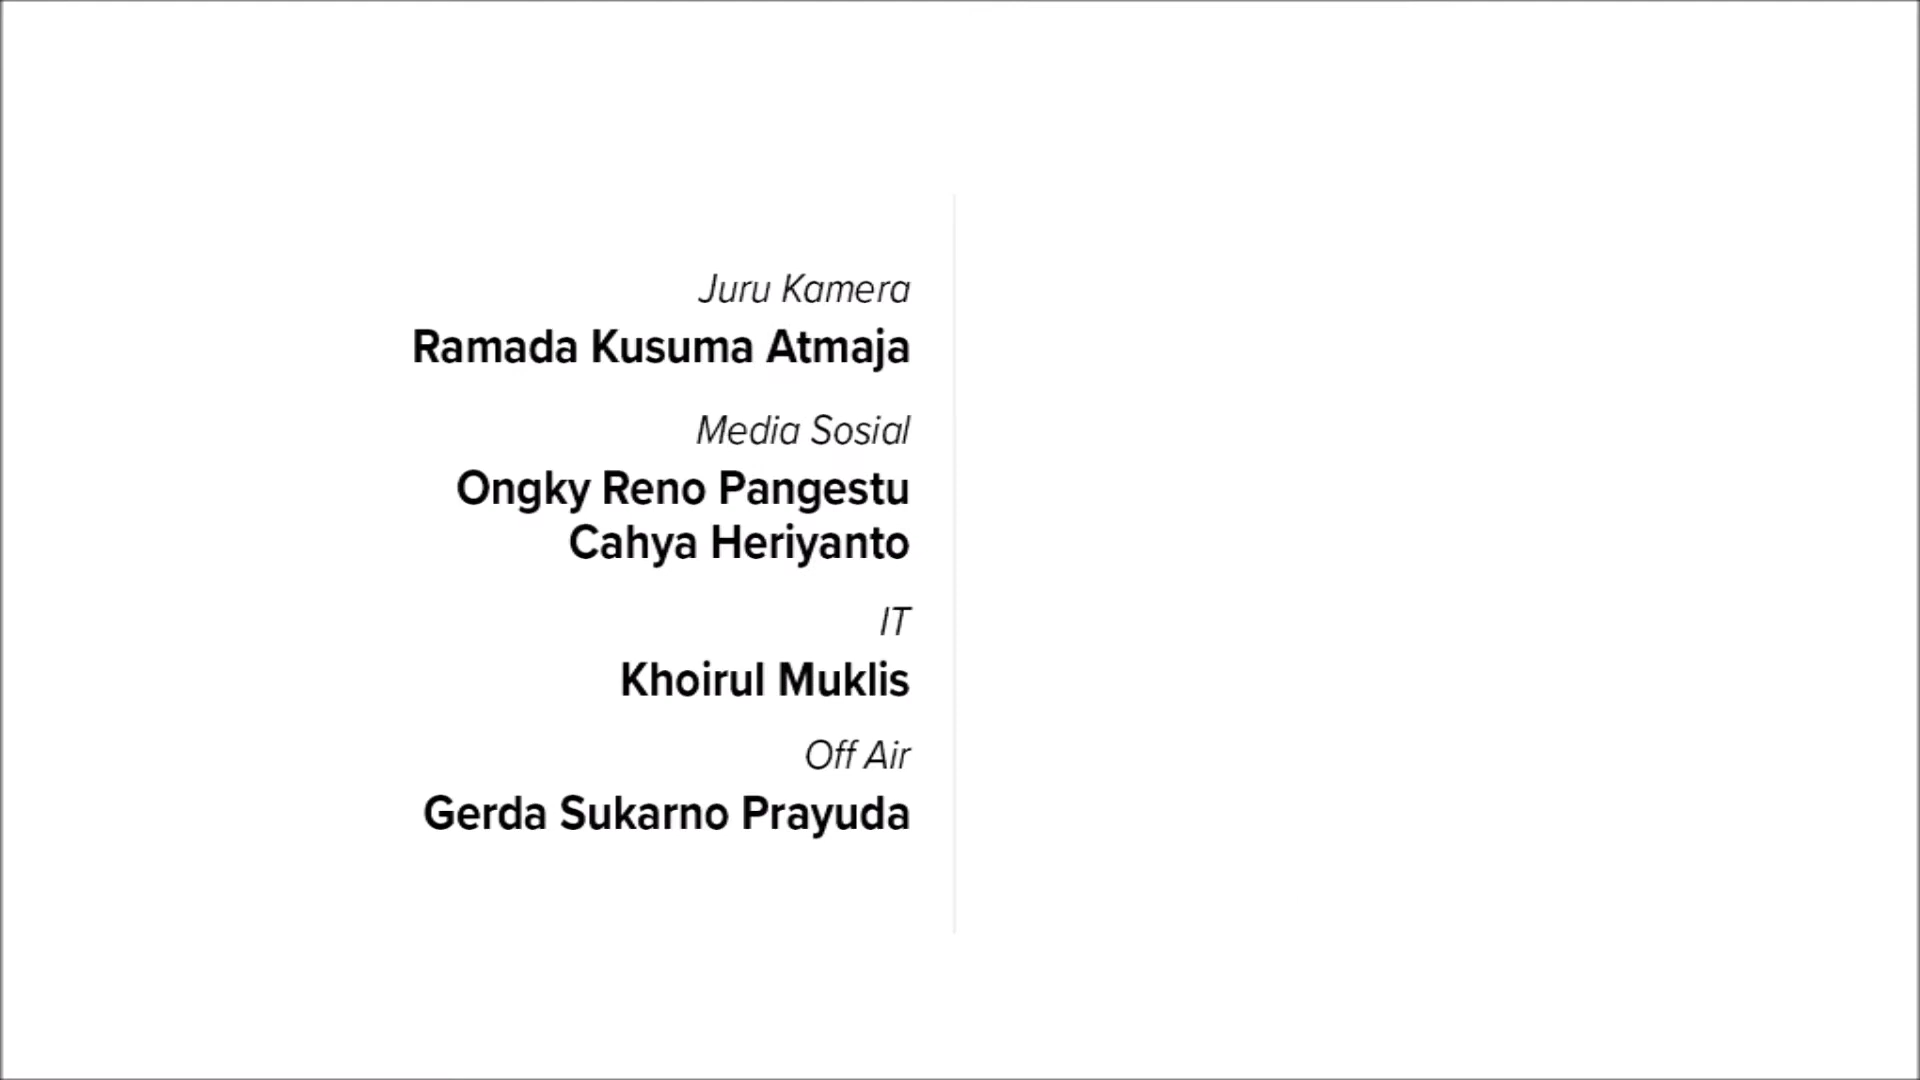 Juru Kamera
Ramada Kusuma Atmaja
Media Sosial
Ongky Reno Pangestu
Cahya Heriyanto
IT
Khoirul Muklis
Off Air
Gerda Sukarno Prayuda